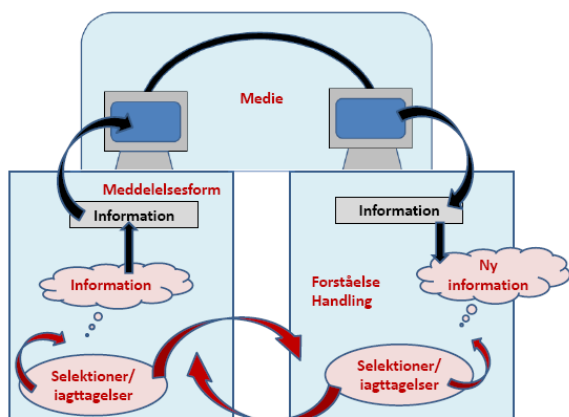 Medie
Meddelelsesform
Information
Information
Selektioner/
iagttagelser
Information
Ny
information
Forståelse
Handling
Selektioner/
iagttagelser